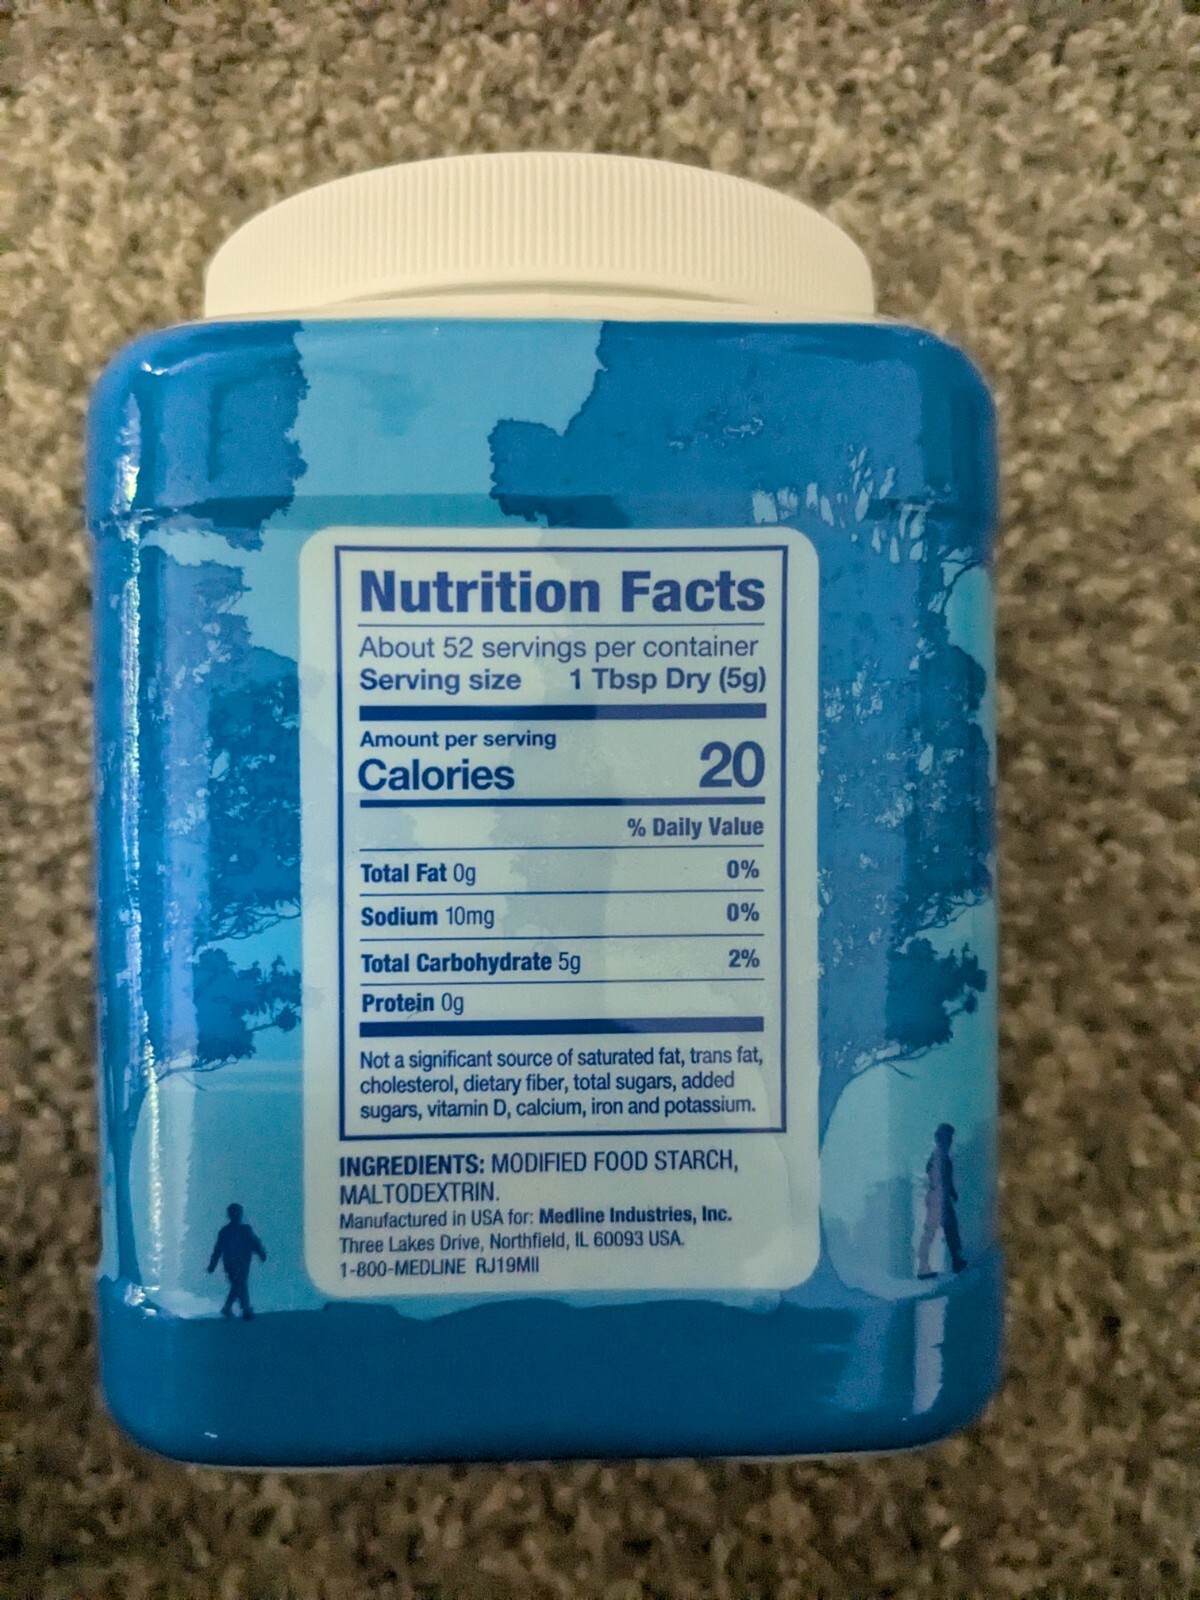 Nutrition Facts
About 52 servings per container
Serving size 1 Tbsp Dry (5g)
Amount per serving
Calories 20
% Daily Value
Total Fat 0g 0%
Sodium 10mg 0%
Total Carbohydrate 5g 2%
Protein 0g
Not a significant source of saturated fat, trans fat,
cholesterol, dietary fiber, total sugars, added
sugars, vitamin D, calcium, iron and potassium.
INGREDIENTS: MODIFIED FOOD STARCH,
MALTODEXTRIN.
Manufactured in USA for: Medline Industries, Inc.
Three Lakes Drive, Northfield, IL 60093 USA.
1-800-MEDLINE RJ19MII